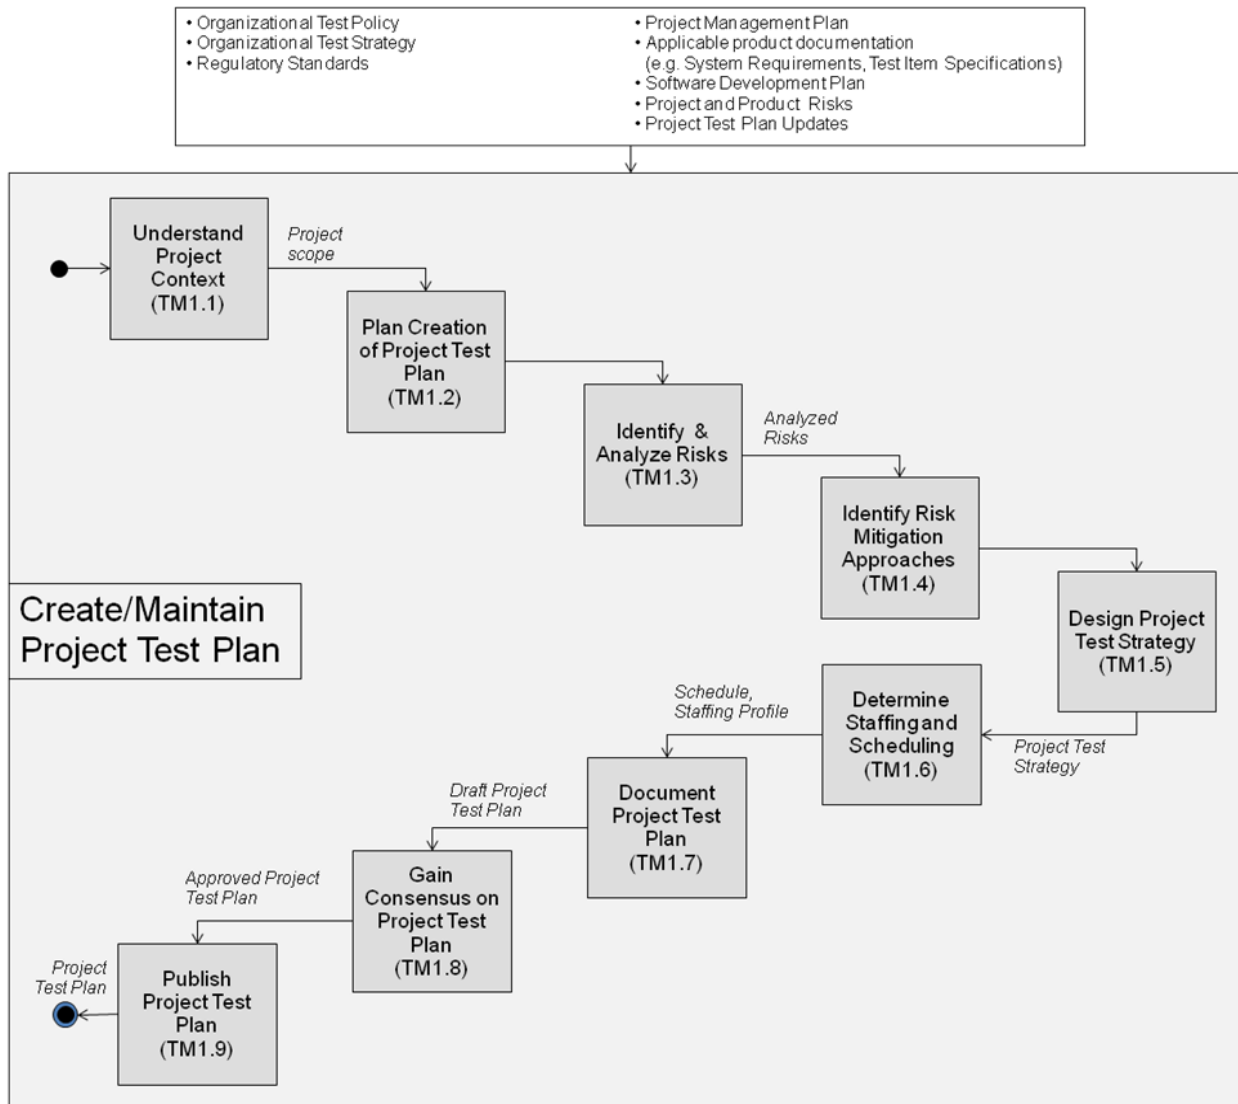 • Organizational Test Policy
• Organizational Test Strategy
• Regulatory Standards
• Project Management Plan
• Applicable product documentation
(e.g. System Requirements, Test Item Specifications)
• Software Development Plan
• Project and Product Risks
• Project Test Plan Updates
Understand
Project
Context
(TM1.1)
Project
scope
Plan Creation
of Project Test
Plan
(TM1.2)
Identify & 
Analyze Risks
(TM1.3)
Analyzed
Risks
Identify Risk
Mitigation
Approaches
(TM1.4)
Create/Maintain
Project Test Plan
Design Project
Test Strategy
(TM1.5)
Project Test
Strategy
Determine
Staffing and
Scheduling
(TM1.6)
Schedule,
Staffing Profile
Document
Project Test
Plan
(TM1.7)
Draft Project
Test Plan
Gain
Consensus on
Project Test
Plan
(TM1.8)
Approved Project
Test Plan
Publish
Project Test
Plan
(TM1.9)
Project
Test Plan